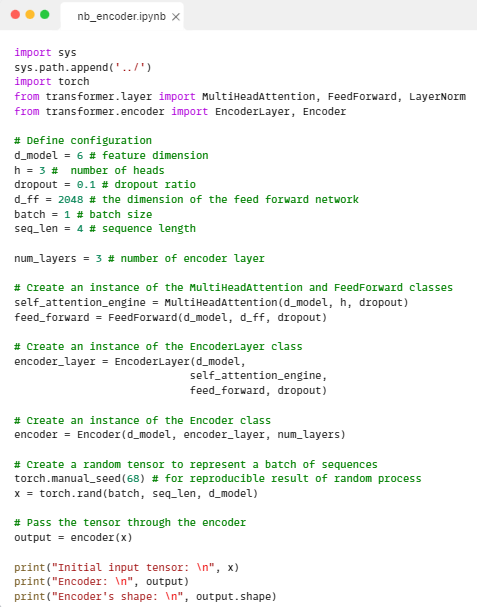 nb_encoder.ipynb ×
import sys
sys.path.append('../')
import torch
from transformer.layer import MultiHeadAttention, FeedForward, LayerNorm
from transformer.encoder import EncoderLayer, Encoder

# Define configuration
d_model = 6 # feature dimension
h = 3 #  number of heads
dropout = 0.1 # dropout ratio
d_ff = 2048 # the dimension of the feed forward network
batch = 1 # batch size
seq_len = 4 # sequence length

num_layers = 3 # number of encoder layer

# Create an instance of the MultiHeadAttention and FeedForward classes
self_attention_engine = MultiHeadAttention(d_model, h, dropout)
feed_forward = FeedForward(d_model, d_ff, dropout)

# Create an instance of the EncoderLayer class
encoder_layer = EncoderLayer(d_model,
                             self_attention_engine,
                             feed_forward, dropout)

# Create an instance of the Encoder class
encoder = Encoder(d_model, encoder_layer, num_layers)

# Create a random tensor to represent a batch of sequences
torch.manual_seed(68) # for reproducible result of random process
x = torch.rand(batch, seq_len, d_model)

# Pass the tensor through the encoder
output = encoder(x)

print("Initial input tensor: \n", x)
print("Encoder: \n", output)
print("Encoder's shape: \n", output.shape)